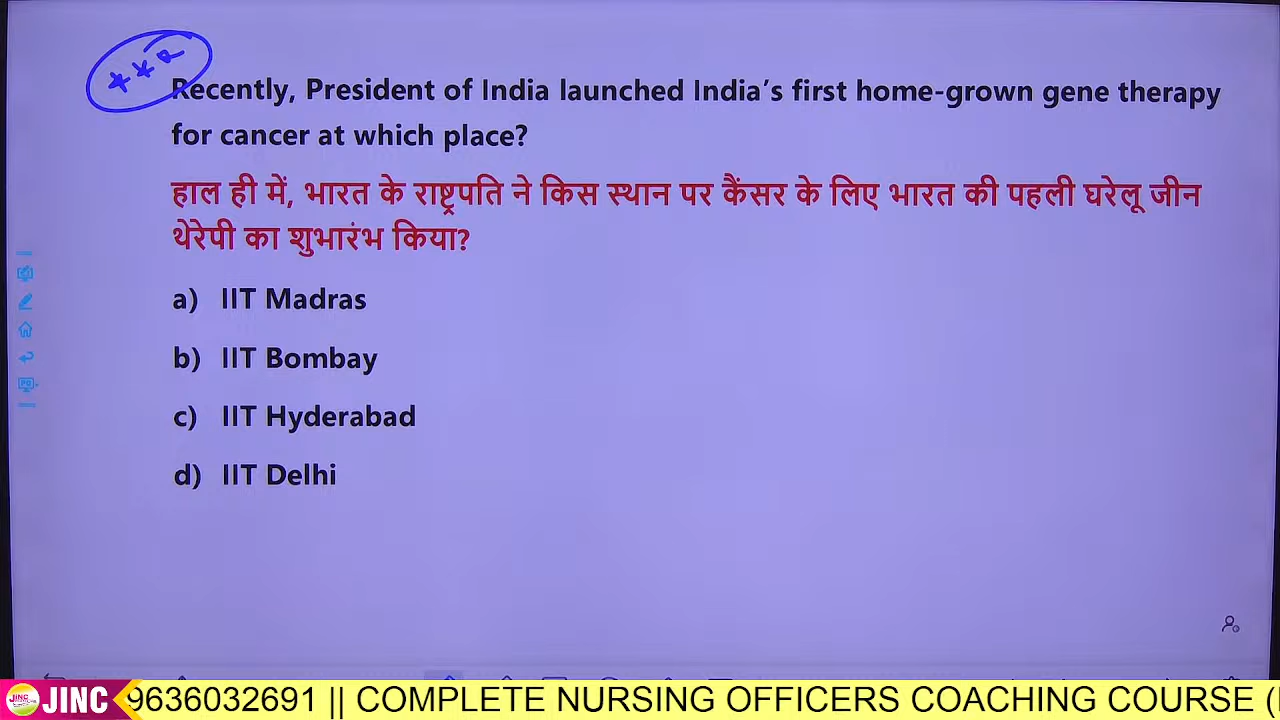 Recently, President of India launched India's first home-grown gene therapy
for cancer at which place?
हाल ही में, भारत के राष्ट्रपति ने किस स्थान पर कैंसर के लिए भारत की पहली घरेलू जीन
थेरेपी का शुभारंभ किया?
a) IIT Madras
b) IIT Bombay
c) IIT Hyderabad
d) IIT Delhi
JINC 9636032691 || COMPLETE NURSING OFFICERS COACHING COURSE (